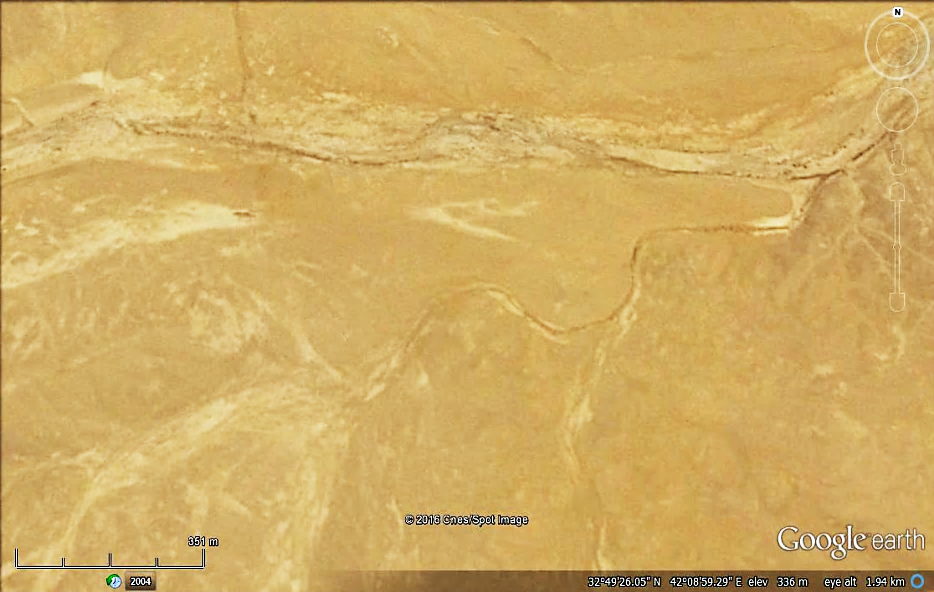 N
© 2016 Cnes/Spot Image
Google earth
351 m
2004
32°49'26.05" N 42°08'59.29" E elev 336 m eye alt 1.94 km